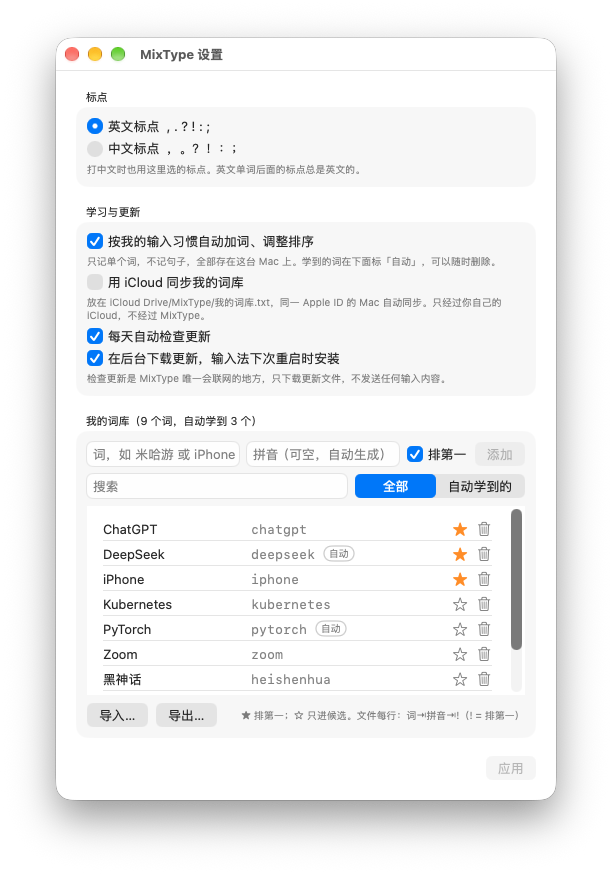 MixType 设置
标点
英文标点 , . ? ! : ;
中文标点 ，。？！：；
打中文时也用这里选的标点。英文单词后面的标点总是英文的。
学习与更新
按我的输入习惯自动加词、调整排序
只记单个词，不记句子，全部存在这台 Mac 上。学到的词在下面标「自动」，可以随时删除。
用 iCloud 同步我的词库
放在 iCloud Drive/MixType/我的词库.txt，同一 Apple ID 的 Mac 自动同步。只经过你自己的
iCloud，不经过 MixType。
每天自动检查更新
在后台下载更新，输入法下次重启时安装
检查更新是 MixType 唯一会联网的地方，只下载更新文件，不发送任何输入内容。
我的词库（9 个词，自动学到 3 个）
词，如 米哈游 或 iPhone 拼音（可空，自动生成） 排第一 添加
搜索 全部 自动学到的
ChatGPT chatgpt
DeepSeek deepseek 自动
iPhone iphone
Kubernetes kubernetes
PyTorch pytorch 自动
Zoom zoom
黑神话 heishenhua
导入... 导出... ★ 排第一；☆ 只进候选。文件每行：词⇥拼音⇥!（! = 排第一）
应用